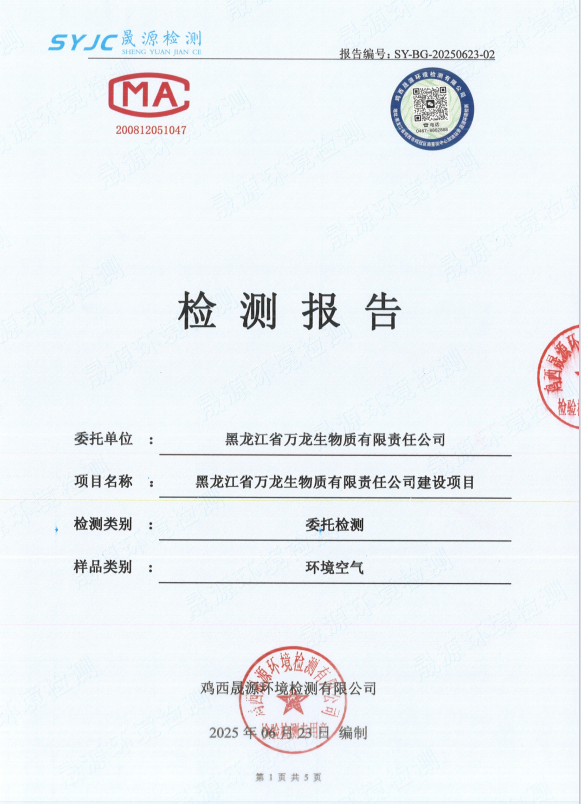 SYJC 晟源检测
SHENG YUAN JIAN CE
报告编号：SY-BG-20250623-02
MA
200812051047
检测报告
委托单位 ： 黑龙江省万龙生物质有限责任公司
项目名称 ： 黑龙江省万龙生物质有限责任公司建设项目
检测类别 ： 委托检测
样品类别 ： 环境空气
鸡西晟源环境检测有限公司
2025 年 06 月 23 日 编制
第 1 页 共 5 页